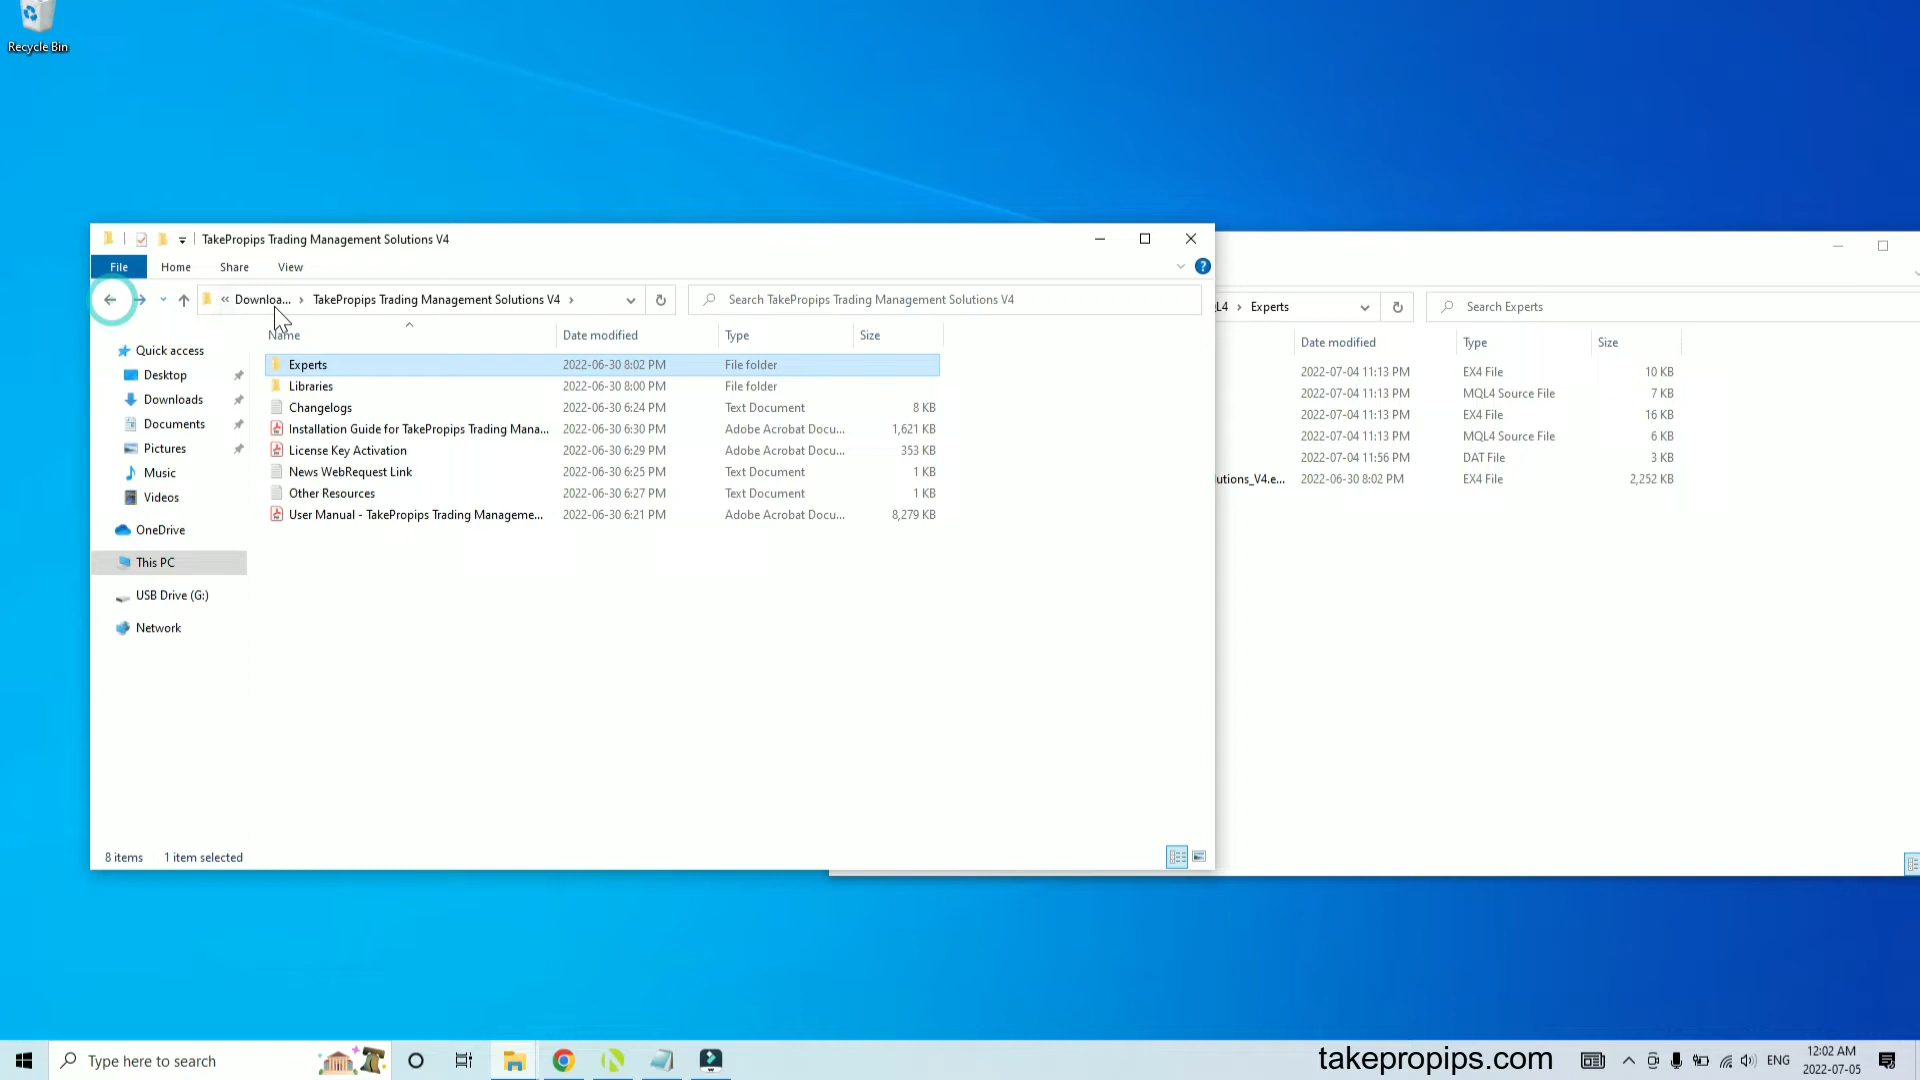 Recycle Bin
TakePropips Trading Management Solutions V4
File Home Share View
« Downloa... › TakePropips Trading Management Solutions V4 ›
Search TakePropips Trading Management Solutions V4
Name Date modified Type Size
Experts 2022-06-30 8:02 PM File folder
Libraries 2022-06-30 8:00 PM File folder
Changelogs 2022-06-30 6:24 PM Text Document 8 KB
Installation Guide for TakePropips Trading Mana... 2022-06-30 6:30 PM Adobe Acrobat Docu... 1,621 KB
License Key Activation 2022-06-30 6:29 PM Adobe Acrobat Docu... 353 KB
News WebRequest Link 2022-06-30 6:25 PM Text Document 1 KB
Other Resources 2022-06-30 6:27 PM Text Document 1 KB
User Manual - TakePropips Trading Manageme... 2022-06-30 6:21 PM Adobe Acrobat Docu... 8,279 KB
Quick access
Desktop
Downloads
Documents
Pictures
Music
Videos
OneDrive
This PC
USB Drive (G:)
Network
8 items 1 item selected
L4 › Experts
Search Experts
Date modified Type Size
2022-07-04 11:13 PM EX4 File 10 KB
2022-07-04 11:13 PM MQL4 Source File 7 KB
2022-07-04 11:13 PM EX4 File 16 KB
2022-07-04 11:13 PM MQL4 Source File 6 KB
2022-07-04 11:56 PM DAT File 3 KB
lutions_V4.e... 2022-06-30 8:02 PM EX4 File 2,252 KB
Type here to search
takepropips.com
ENG
12:02 AM
2022-07-05